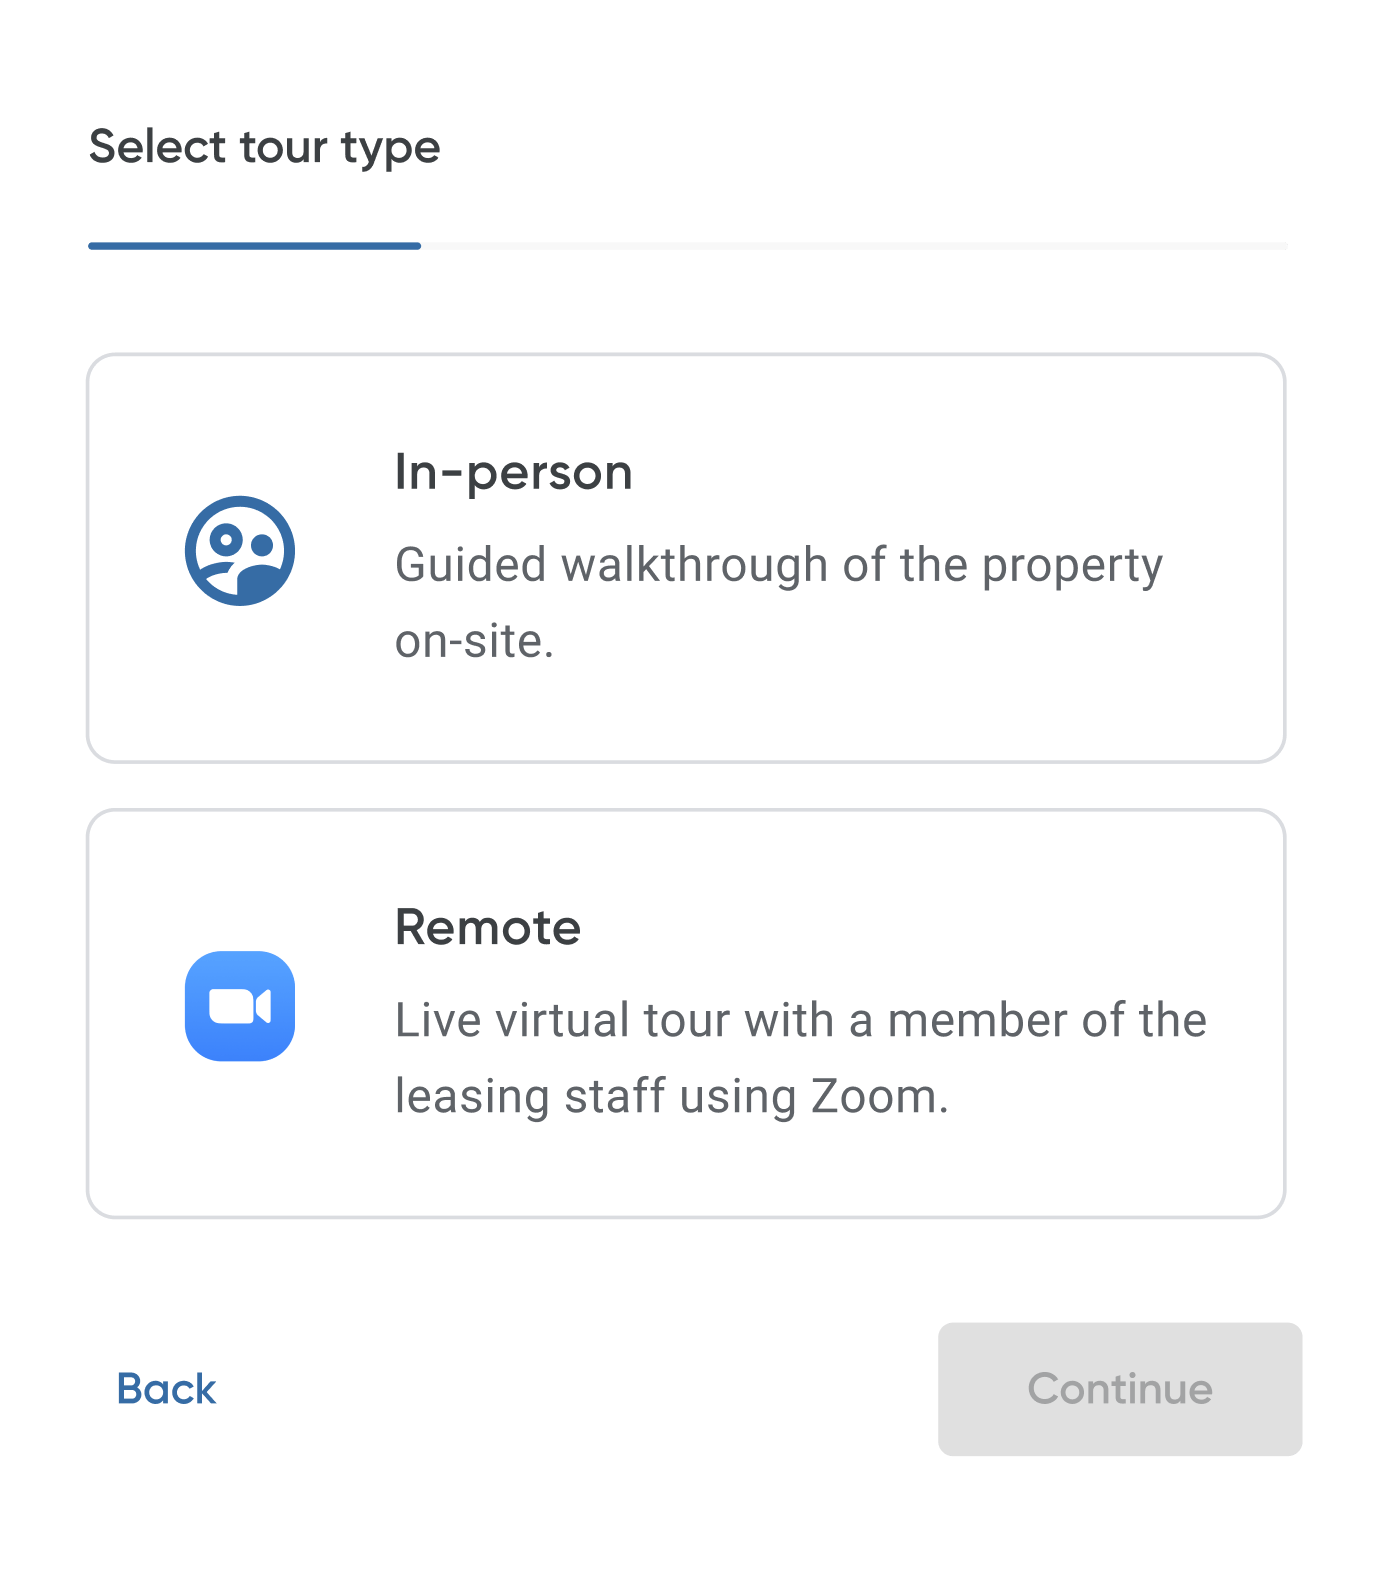 Select tour type
In-person
Guided walkthrough of the property
on-site.
Remote
Live virtual tour with a member of the
leasing staff using Zoom.
Back
Continue